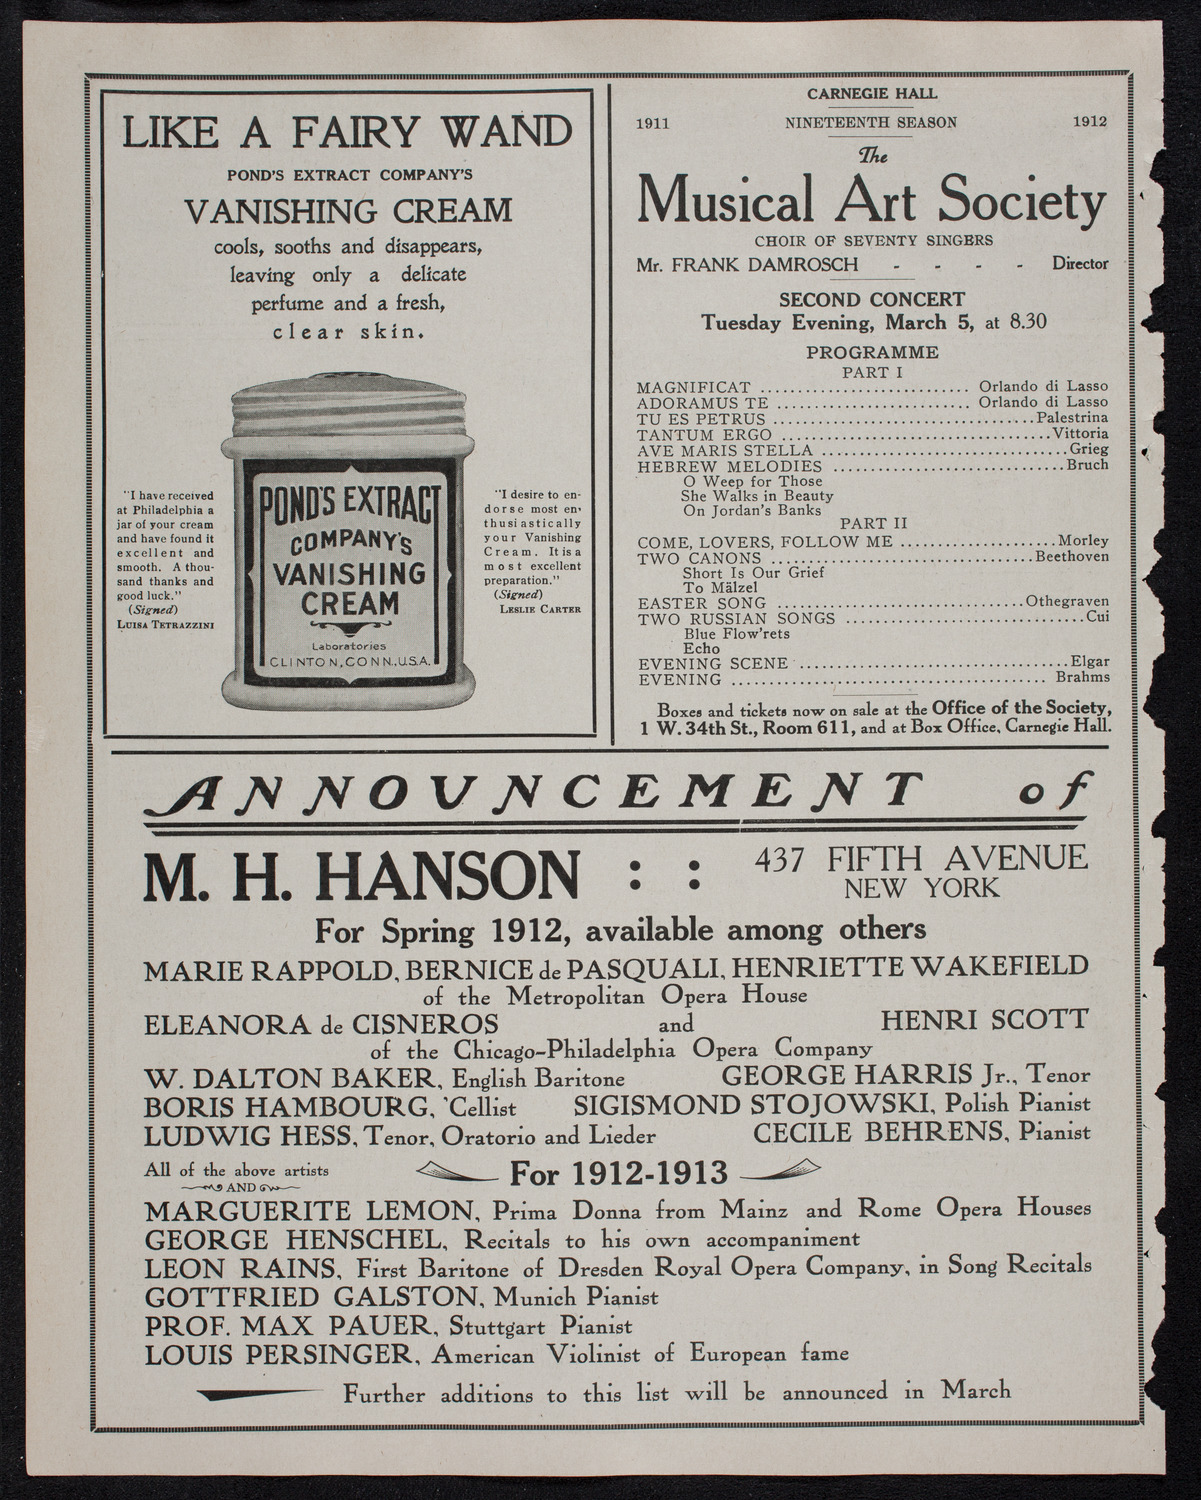 LIKE A FAIRY WAND
POND'S EXTRACT COMPANY'S
VANISHING CREAM
cools, sooths and disappears,
leaving only a delicate
perfume and a fresh,
clear skin.
"I have received
at Philadelphia a
jar of your cream
and have found it
excellent and
smooth. A thou-
sand thanks and
good luck."
(Signed)
LUISA TETRAZZINI
POND'S EXTRACT
COMPANY'S
VANISHING
CREAM
Laboratories
CLINTON, CONN., U.S.A.
"I desire to en-
dorse most en-
thusiastically
your Vanishing
Cream. It is a
most excellent
preparation."
(Signed)
LESLIE CARTER
CARNEGIE HALL
1911 NINETEENTH SEASON 1912
The
Musical Art Society
CHOIR OF SEVENTY SINGERS
Mr. FRANK DAMROSCH - - - - Director
SECOND CONCERT
Tuesday Evening, March 5, at 8.30
PROGRAMME
PART I
MAGNIFICAT .......................... Orlando di Lasso
ADORAMUS TE ........................ Orlando di Lasso
TU ES PETRUS .................................Palestrina
TANTUM ERGO ..................................Vittoria
AVE MARIS STELLA ...............................Grieg
HEBREW MELODIES .............................Bruch
O Weep for Those
She Walks in Beauty
On Jordan's Banks
PART II
COME, LOVERS, FOLLOW ME ....................Morley
TWO CANONS .................................Beethoven
Short Is Our Grief
To Mälzel
EASTER SONG ...............................Othegraven
TWO RUSSIAN SONGS ..............................Cui
Blue Flow'rets
Echo
EVENING SCENE ..................................Elgar
EVENING ........................................... Brahms
Boxes and tickets now on sale at the Office of the Society,
1 W. 34th St., Room 611, and at Box Office, Carnegie Hall.
ANNOUNCEMENT of
M. H. HANSON : : 437 FIFTH AVENUE
NEW YORK
For Spring 1912, available among others
MARIE RAPPOLD, BERNICE de PASQUALI, HENRIETTE WAKEFIELD
of the Metropolitan Opera House
ELEANORA de CISNEROS and HENRI SCOTT
of the Chicago-Philadelphia Opera Company
W. DALTON BAKER, English Baritone GEORGE HARRIS Jr., Tenor
BORIS HAMBOURG, 'Cellist SIGISMOND STOJOWSKI, Polish Pianist
LUDWIG HESS, Tenor, Oratorio and Lieder CECILE BEHRENS, Pianist
All of the above artists
AND
For 1912-1913
MARGUERITE LEMON, Prima Donna from Mainz and Rome Opera Houses
GEORGE HENSCHEL, Recitals to his own accompaniment
LEON RAINS, First Baritone of Dresden Royal Opera Company, in Song Recitals
GOTTFRIED GALSTON, Munich Pianist
PROF. MAX PAUER, Stuttgart Pianist
LOUIS PERSINGER, American Violinist of European fame
Further additions to this list will be announced in March